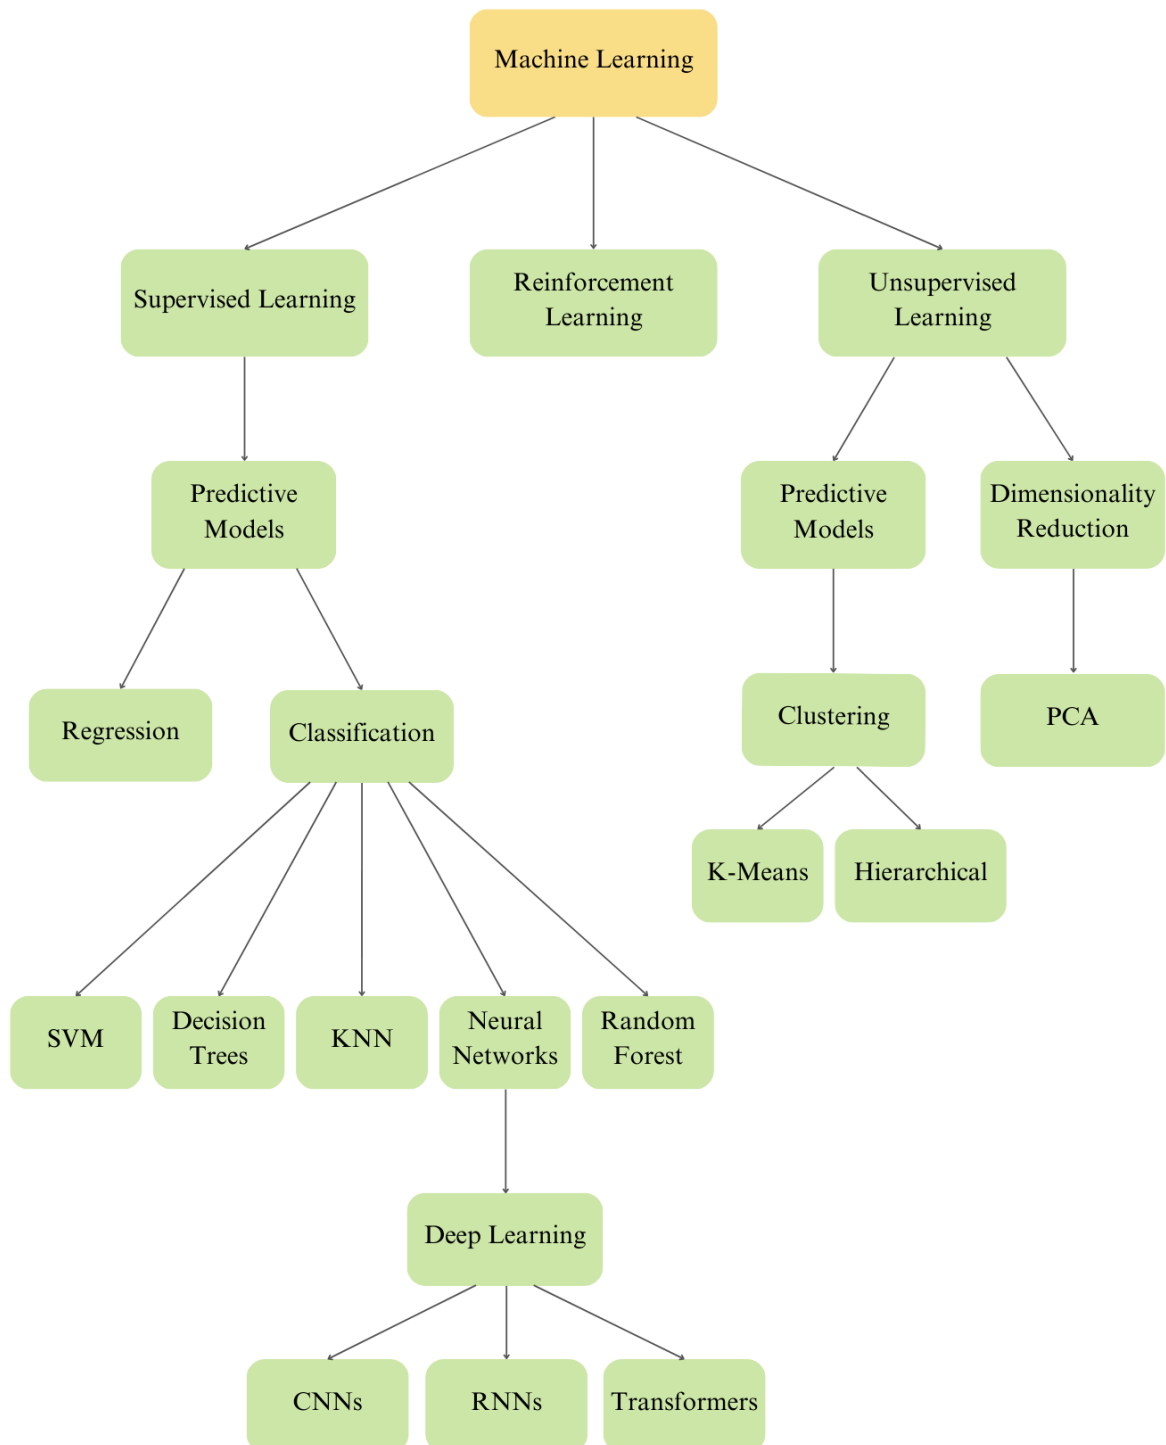 Machine Learning
Supervised Learning
Reinforcement
Learning
Unsupervised
Learning
Predictive
Models
Predictive
Models
Dimensionality
Reduction
Regression
Classification
Clustering
PCA
K-Means
Hierarchical
SVM
Decision
Trees
KNN
Neural
Networks
Random
Forest
Deep Learning
CNNs
RNNs
Transformers